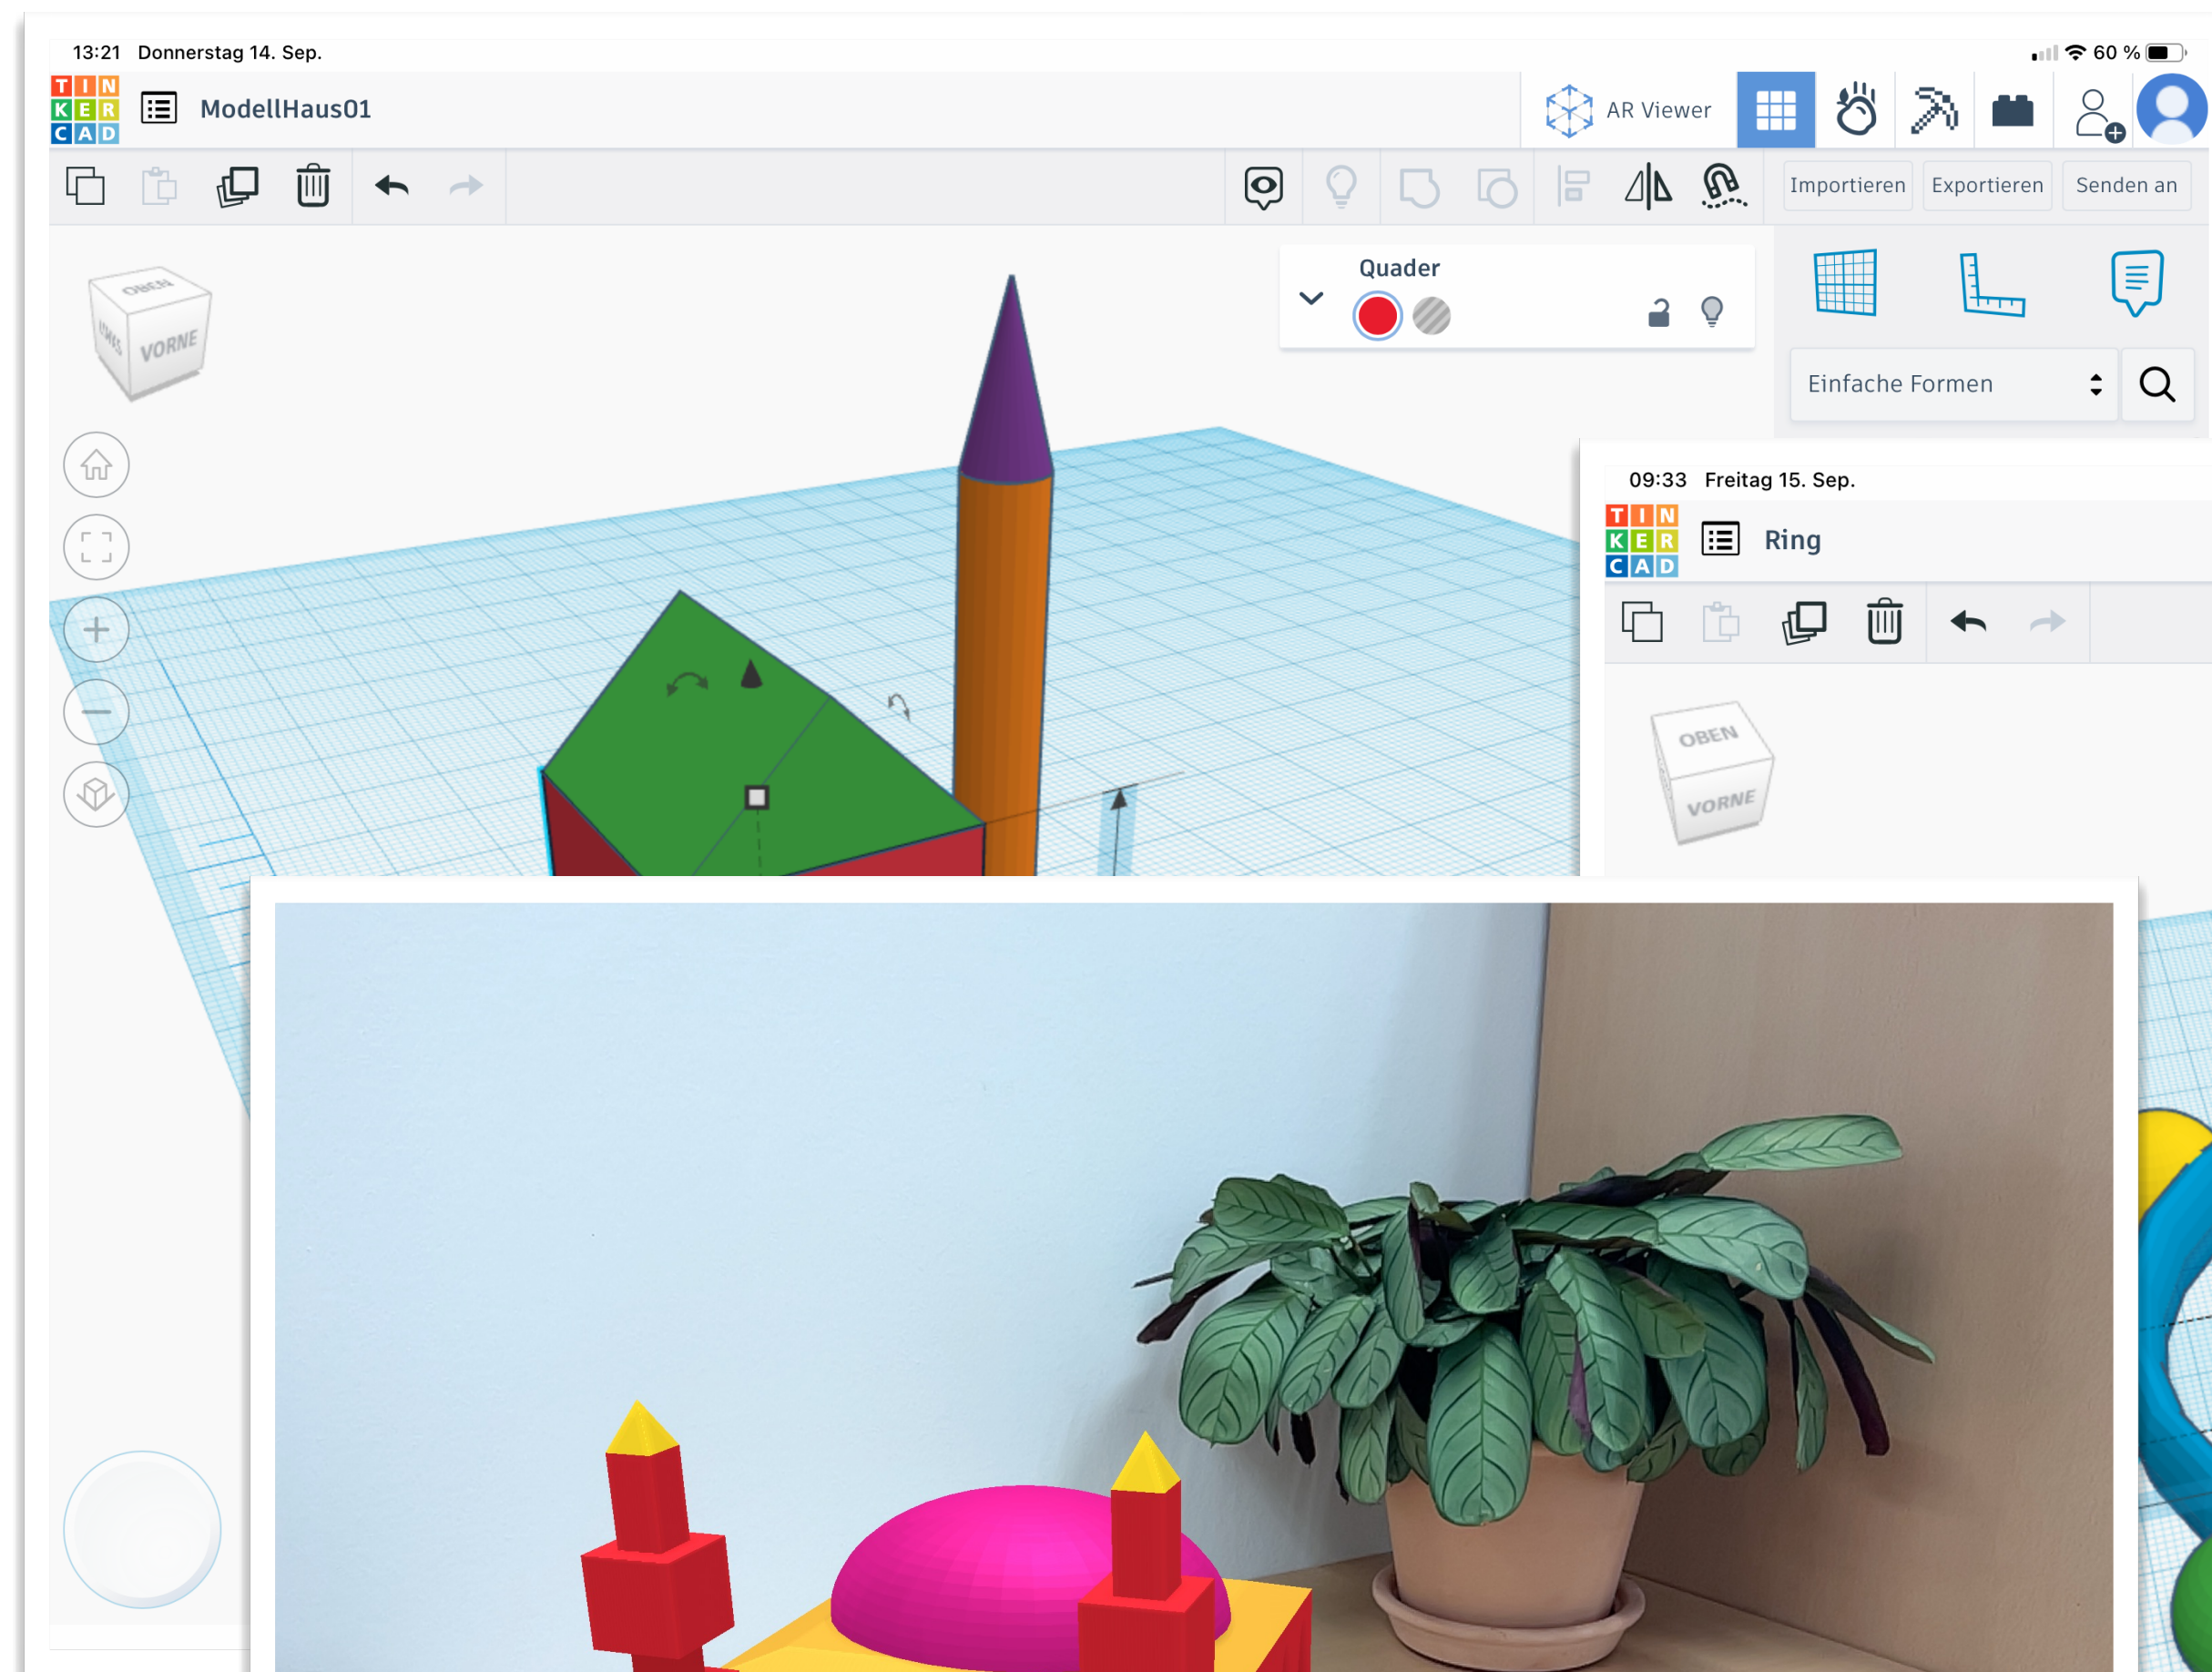 13:21 Donnerstag 14. Sep.
60 %
TIN
KER
CAD
ModellHaus01
AR Viewer
Importieren
Exportieren
Senden an
OBEN
LINKS
VORNE
Quader
Einfache Formen
09:33 Freitag 15. Sep.
TIN
KER
CAD
Ring
OBEN
VORNE